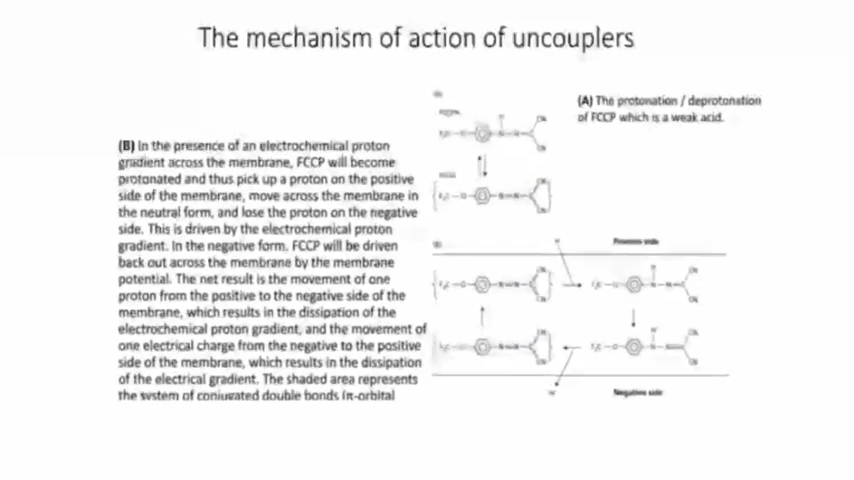 The mechanism of action of uncouplers
(A) The protonation / deprotonation
of FCCP which is a weak acid.
(B) In the presence of an electrochemical proton
gradient across the membrane, FCCP will become
protonated and thus pick up a proton on the positive
side of the membrane, move across the membrane in
the neutral form, and lose the proton on the negative
side. This is driven by the electrochemical proton
gradient. In the negative form, FCCP will be driven
back out across the membrane by the membrane
potential. The net result is the movement of one
proton from the positive to the negative side of the
membrane, which results in the dissipation of the
electrochemical proton gradient, and the movement of
one electrical charge from the negative to the positive
side of the membrane, which results in the dissipation
of the electrical gradient. The shaded area represents
the system of conjugated double bonds (π-orbital
Positive side
Negative side